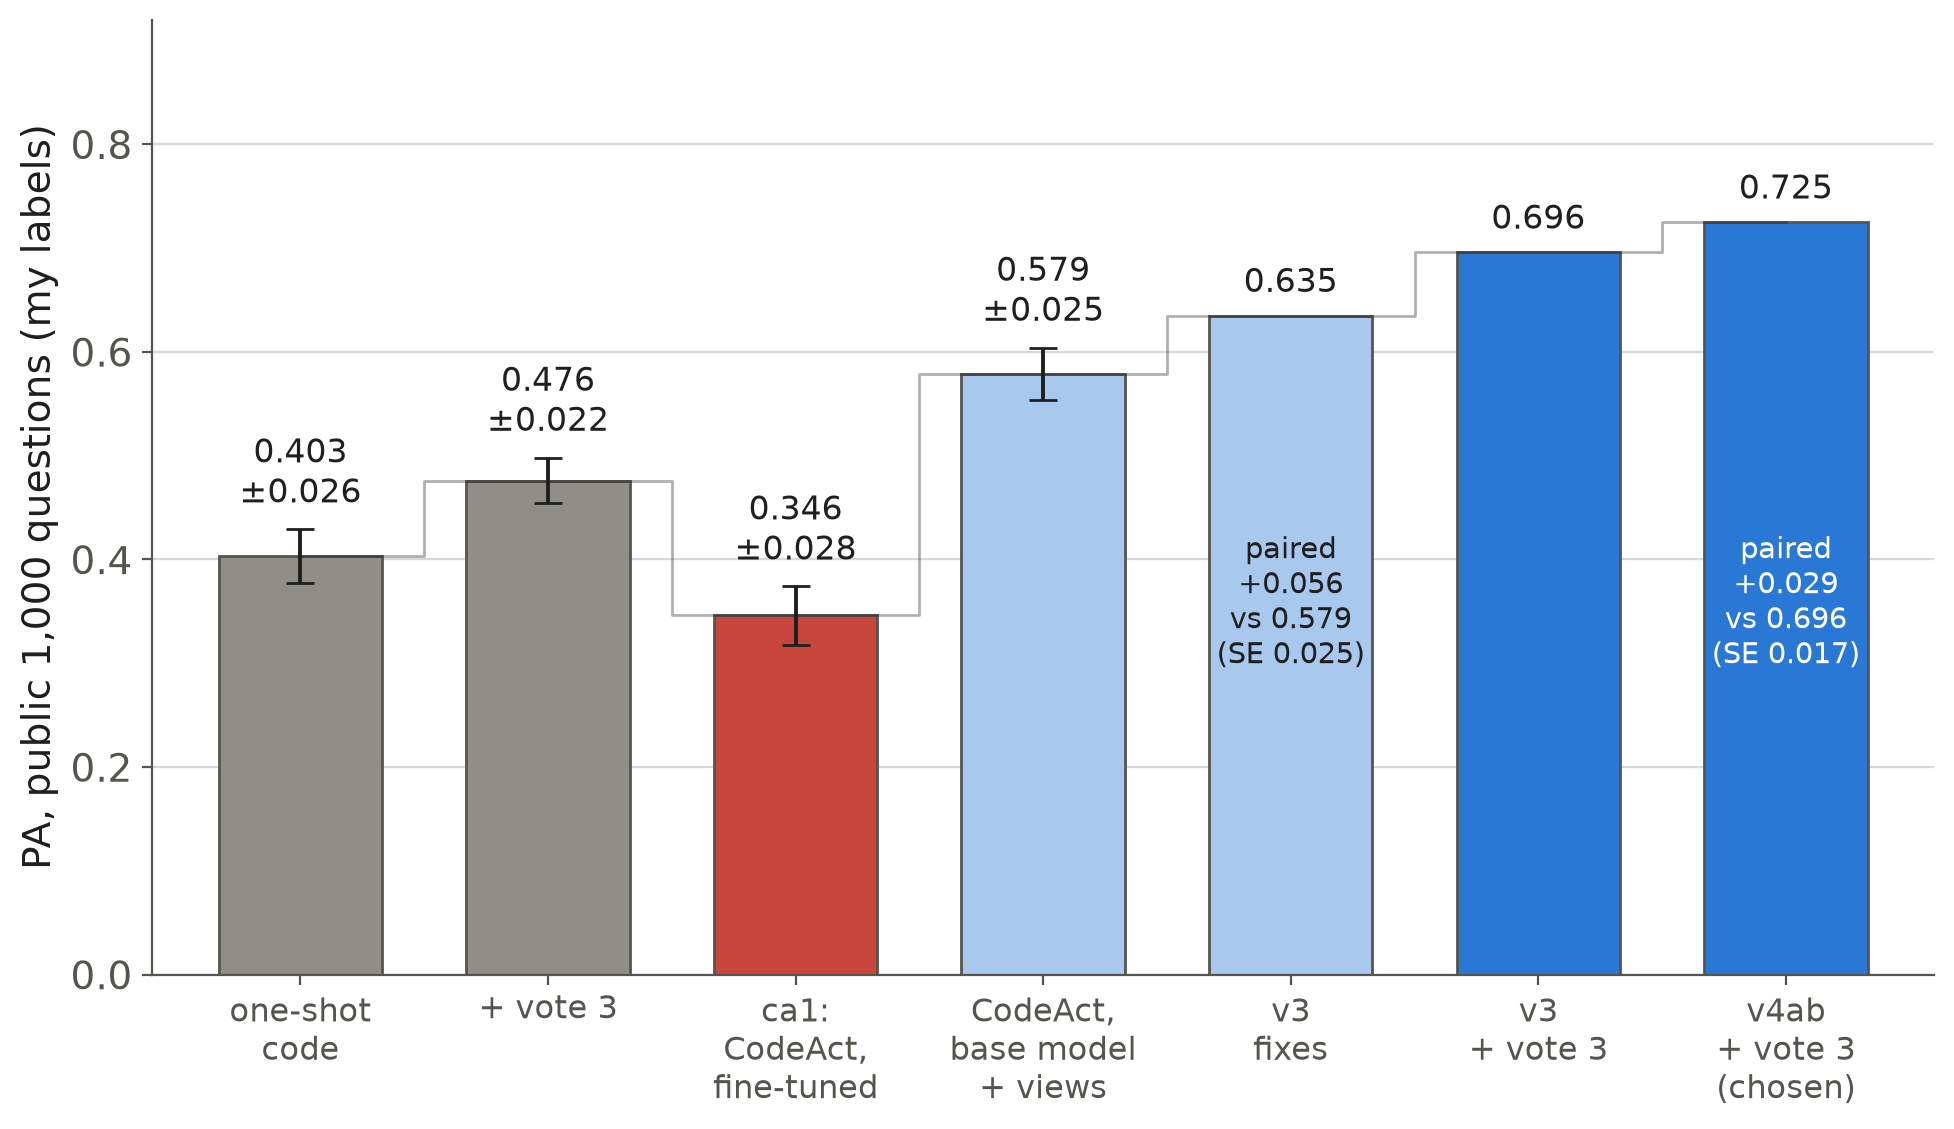 PA, public 1,000 questions (my labels)
0.8
0.6
0.4
0.2
0.0
0.403
±0.026
0.476
±0.022
0.346
±0.028
0.579
±0.025
0.635
0.696
0.725
paired
+0.056
vs 0.579
(SE 0.025)
paired
+0.029
vs 0.696
(SE 0.017)
one-shot
code
+ vote 3
ca1:
CodeAct,
fine-tuned
CodeAct,
base model
+ views
v3
fixes
v3
+ vote 3
v4ab
+ vote 3
(chosen)